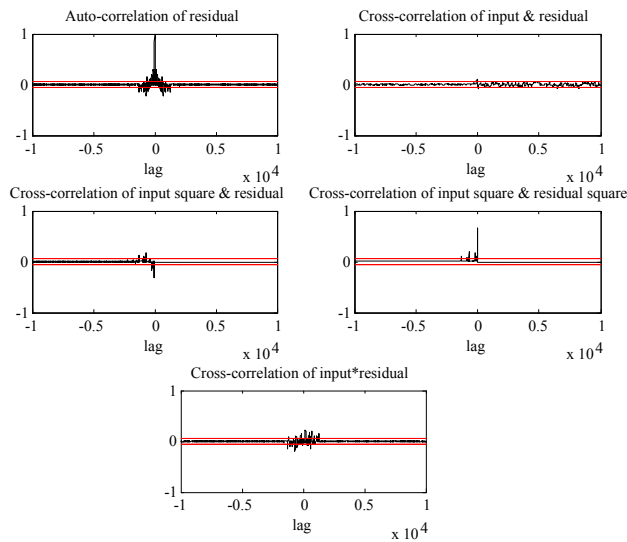 Auto-correlation of residual
1
0
-1
-1 -0.5 0 0.5 1
lag
x 10^4
Cross-correlation of input & residual
1
0
-1
-1 -0.5 0 0.5 1
lag
x 10^4
Cross-correlation of input square & residual
1
0
-1
-1 -0.5 0 0.5 1
lag
x 10^4
Cross-correlation of input square & residual square
1
0
-1
-1 -0.5 0 0.5 1
lag
x 10^4
Cross-correlation of input*residual
1
0
-1
-1 -0.5 0 0.5 1
lag
x 10^4